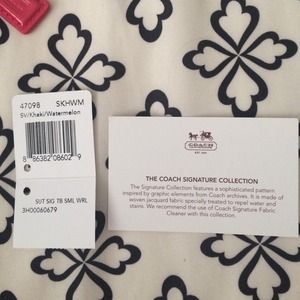 47098 SKHWM
SV/Khaki/Watermelon
8 86382 08602 9
SUT SIG TB SML WRL
3H00060679
COACH
THE COACH SIGNATURE COLLECTION
The Signature Collection features a sophisticated pattern
inspired by graphic elements from Coach archives. It is made of
woven jacquard fabric specially treated to repel water and
stains. We recommend the use of Coach Signature Fabric
Cleaner with this collection.